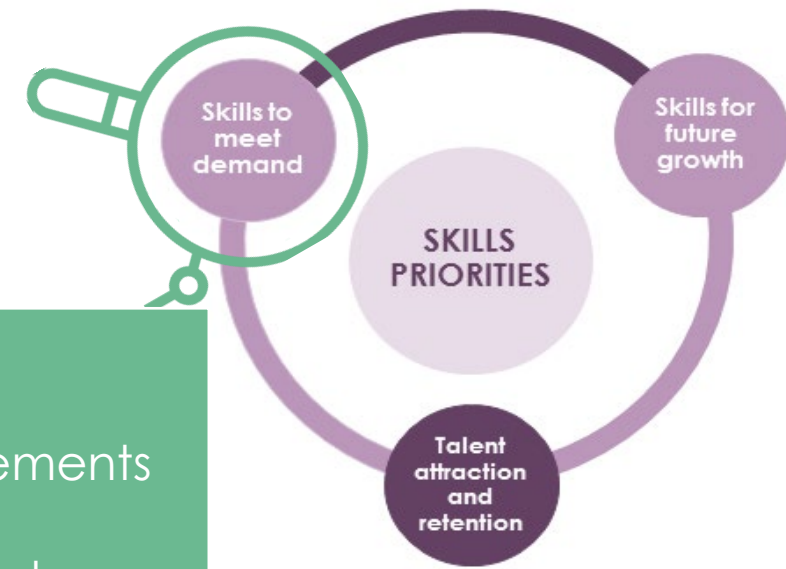 Skills to
meet
demand
Skills for
future
growth
SKILLS
PRIORITIES
Talent
attraction
and
retention
ements